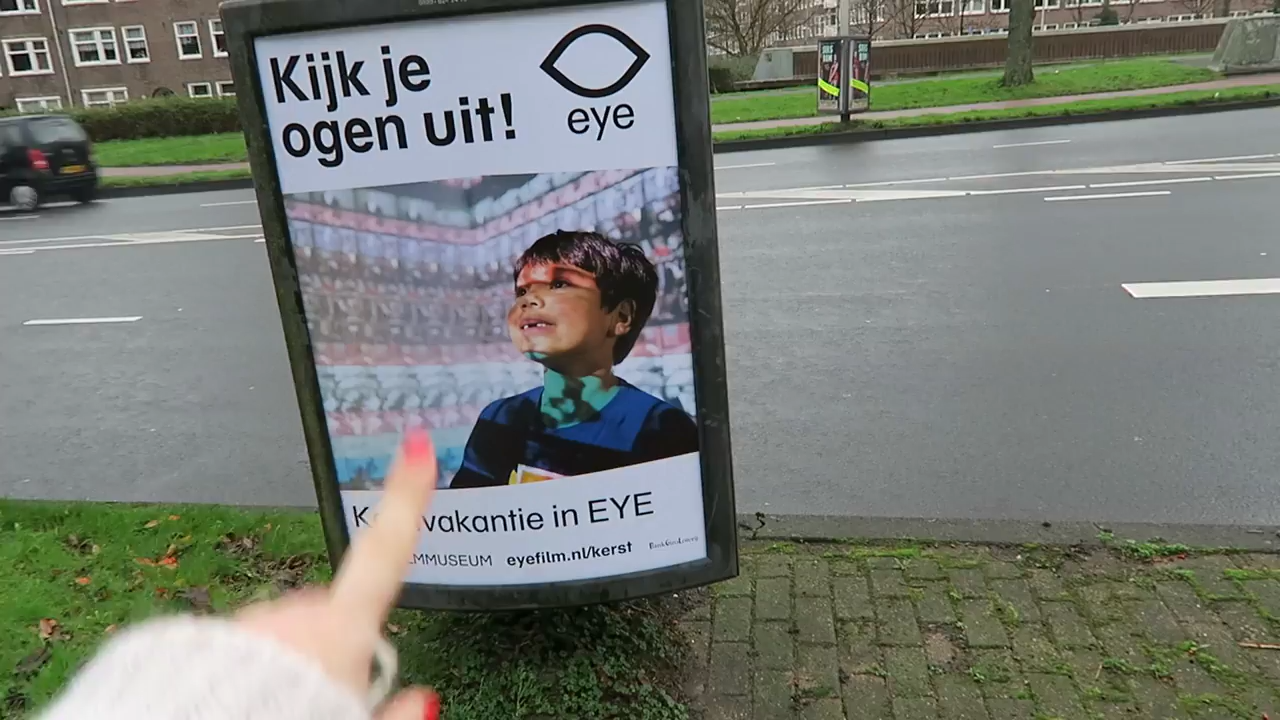 Kijk je
ogen uit!
eye
vakantie in EYE
MMUSEUM eyefilm.nl/kerst